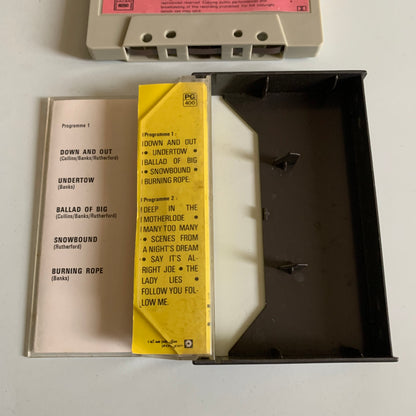 Programme 1
DOWN AND OUT
(Collins/Banks/Rutherford)
UNDERTOW
(Banks)
BALLAD OF BIG
(Collins/Banks/Rutherford)
SNOWBOUND
(Rutherford)
BURNING ROPE
(Banks)
PG
400
Programme 1 :
DOWN AND OUT
• UNDERTOW •
BALLAD OF BIG
• SNOWBOUND •
BURNING ROPE.
Programme 2 :
DEEP IN THE
MOTHERLODE •
MANY TOO MANY
• SCENES FROM
A NIGHT'S DREAM
• SAY IT'S AL-
RIGHT JOE • THE
LADY LIES •
FOLLOW YOU FOL-
LOW ME.